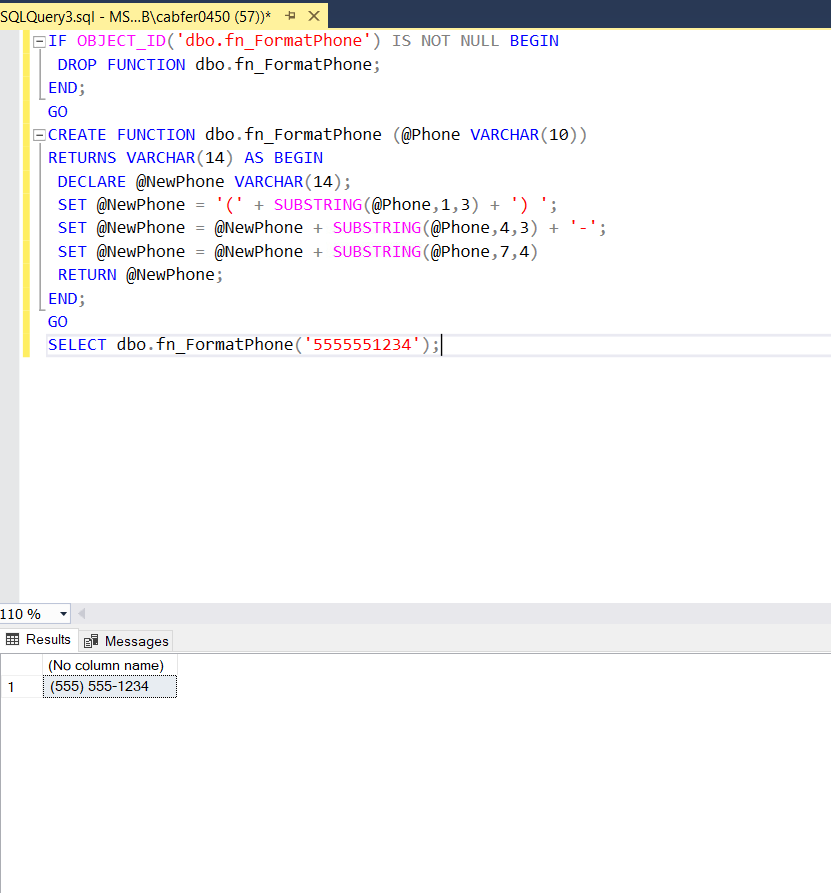 SQLQuery3.sql - MS...B\cabfer0450 (57))*
IF OBJECT_ID('dbo.fn_FormatPhone') IS NOT NULL BEGIN
DROP FUNCTION dbo.fn_FormatPhone;
END;
GO
CREATE FUNCTION dbo.fn_FormatPhone (@Phone VARCHAR(10))
RETURNS VARCHAR(14) AS BEGIN
DECLARE @NewPhone VARCHAR(14);
SET @NewPhone = '(' + SUBSTRING(@Phone,1,3) + ') ';
SET @NewPhone = @NewPhone + SUBSTRING(@Phone,4,3) + '-';
SET @NewPhone = @NewPhone + SUBSTRING(@Phone,7,4)
RETURN @NewPhone;
END;
GO
SELECT dbo.fn_FormatPhone('5555551234');
110 %
Results Messages
(No column name)
1 (555) 555-1234